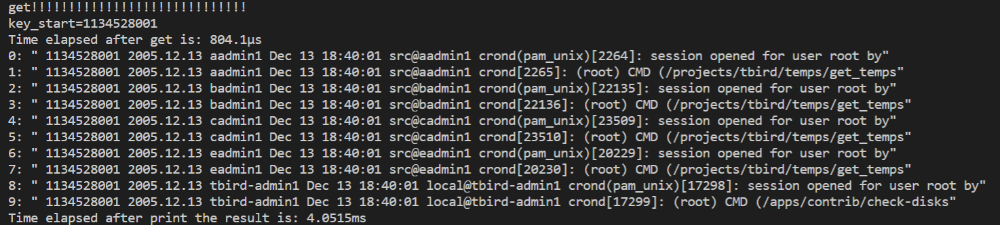 get!!!!!!!!!!!!!!!!!!!!!!!!!!!!!
key_start=1134528001
Time elapsed after get is: 804.1µs
0: " 1134528001 2005.12.13 aadmin1 Dec 13 18:40:01 src@aadmin1 crond(pam_unix)[2264]: session opened for user root by"
1: " 1134528001 2005.12.13 aadmin1 Dec 13 18:40:01 src@aadmin1 crond[2265]: (root) CMD (/projects/tbird/temps/get_temps"
2: " 1134528001 2005.12.13 badmin1 Dec 13 18:40:01 src@badmin1 crond(pam_unix)[22135]: session opened for user root by"
3: " 1134528001 2005.12.13 badmin1 Dec 13 18:40:01 src@badmin1 crond[22136]: (root) CMD (/projects/tbird/temps/get_temps"
4: " 1134528001 2005.12.13 cadmin1 Dec 13 18:40:01 src@cadmin1 crond(pam_unix)[23509]: session opened for user root by"
5: " 1134528001 2005.12.13 cadmin1 Dec 13 18:40:01 src@cadmin1 crond[23510]: (root) CMD (/projects/tbird/temps/get_temps"
6: " 1134528001 2005.12.13 eadmin1 Dec 13 18:40:01 src@eadmin1 crond(pam_unix)[20229]: session opened for user root by"
7: " 1134528001 2005.12.13 eadmin1 Dec 13 18:40:01 src@eadmin1 crond[20230]: (root) CMD (/projects/tbird/temps/get_temps"
8: " 1134528001 2005.12.13 tbird-admin1 Dec 13 18:40:01 local@tbird-admin1 crond(pam_unix)[17298]: session opened for user root by"
9: " 1134528001 2005.12.13 tbird-admin1 Dec 13 18:40:01 local@tbird-admin1 crond[17299]: (root) CMD (/apps/contrib/check-disks"
Time elapsed after print the result is: 4.0515ms